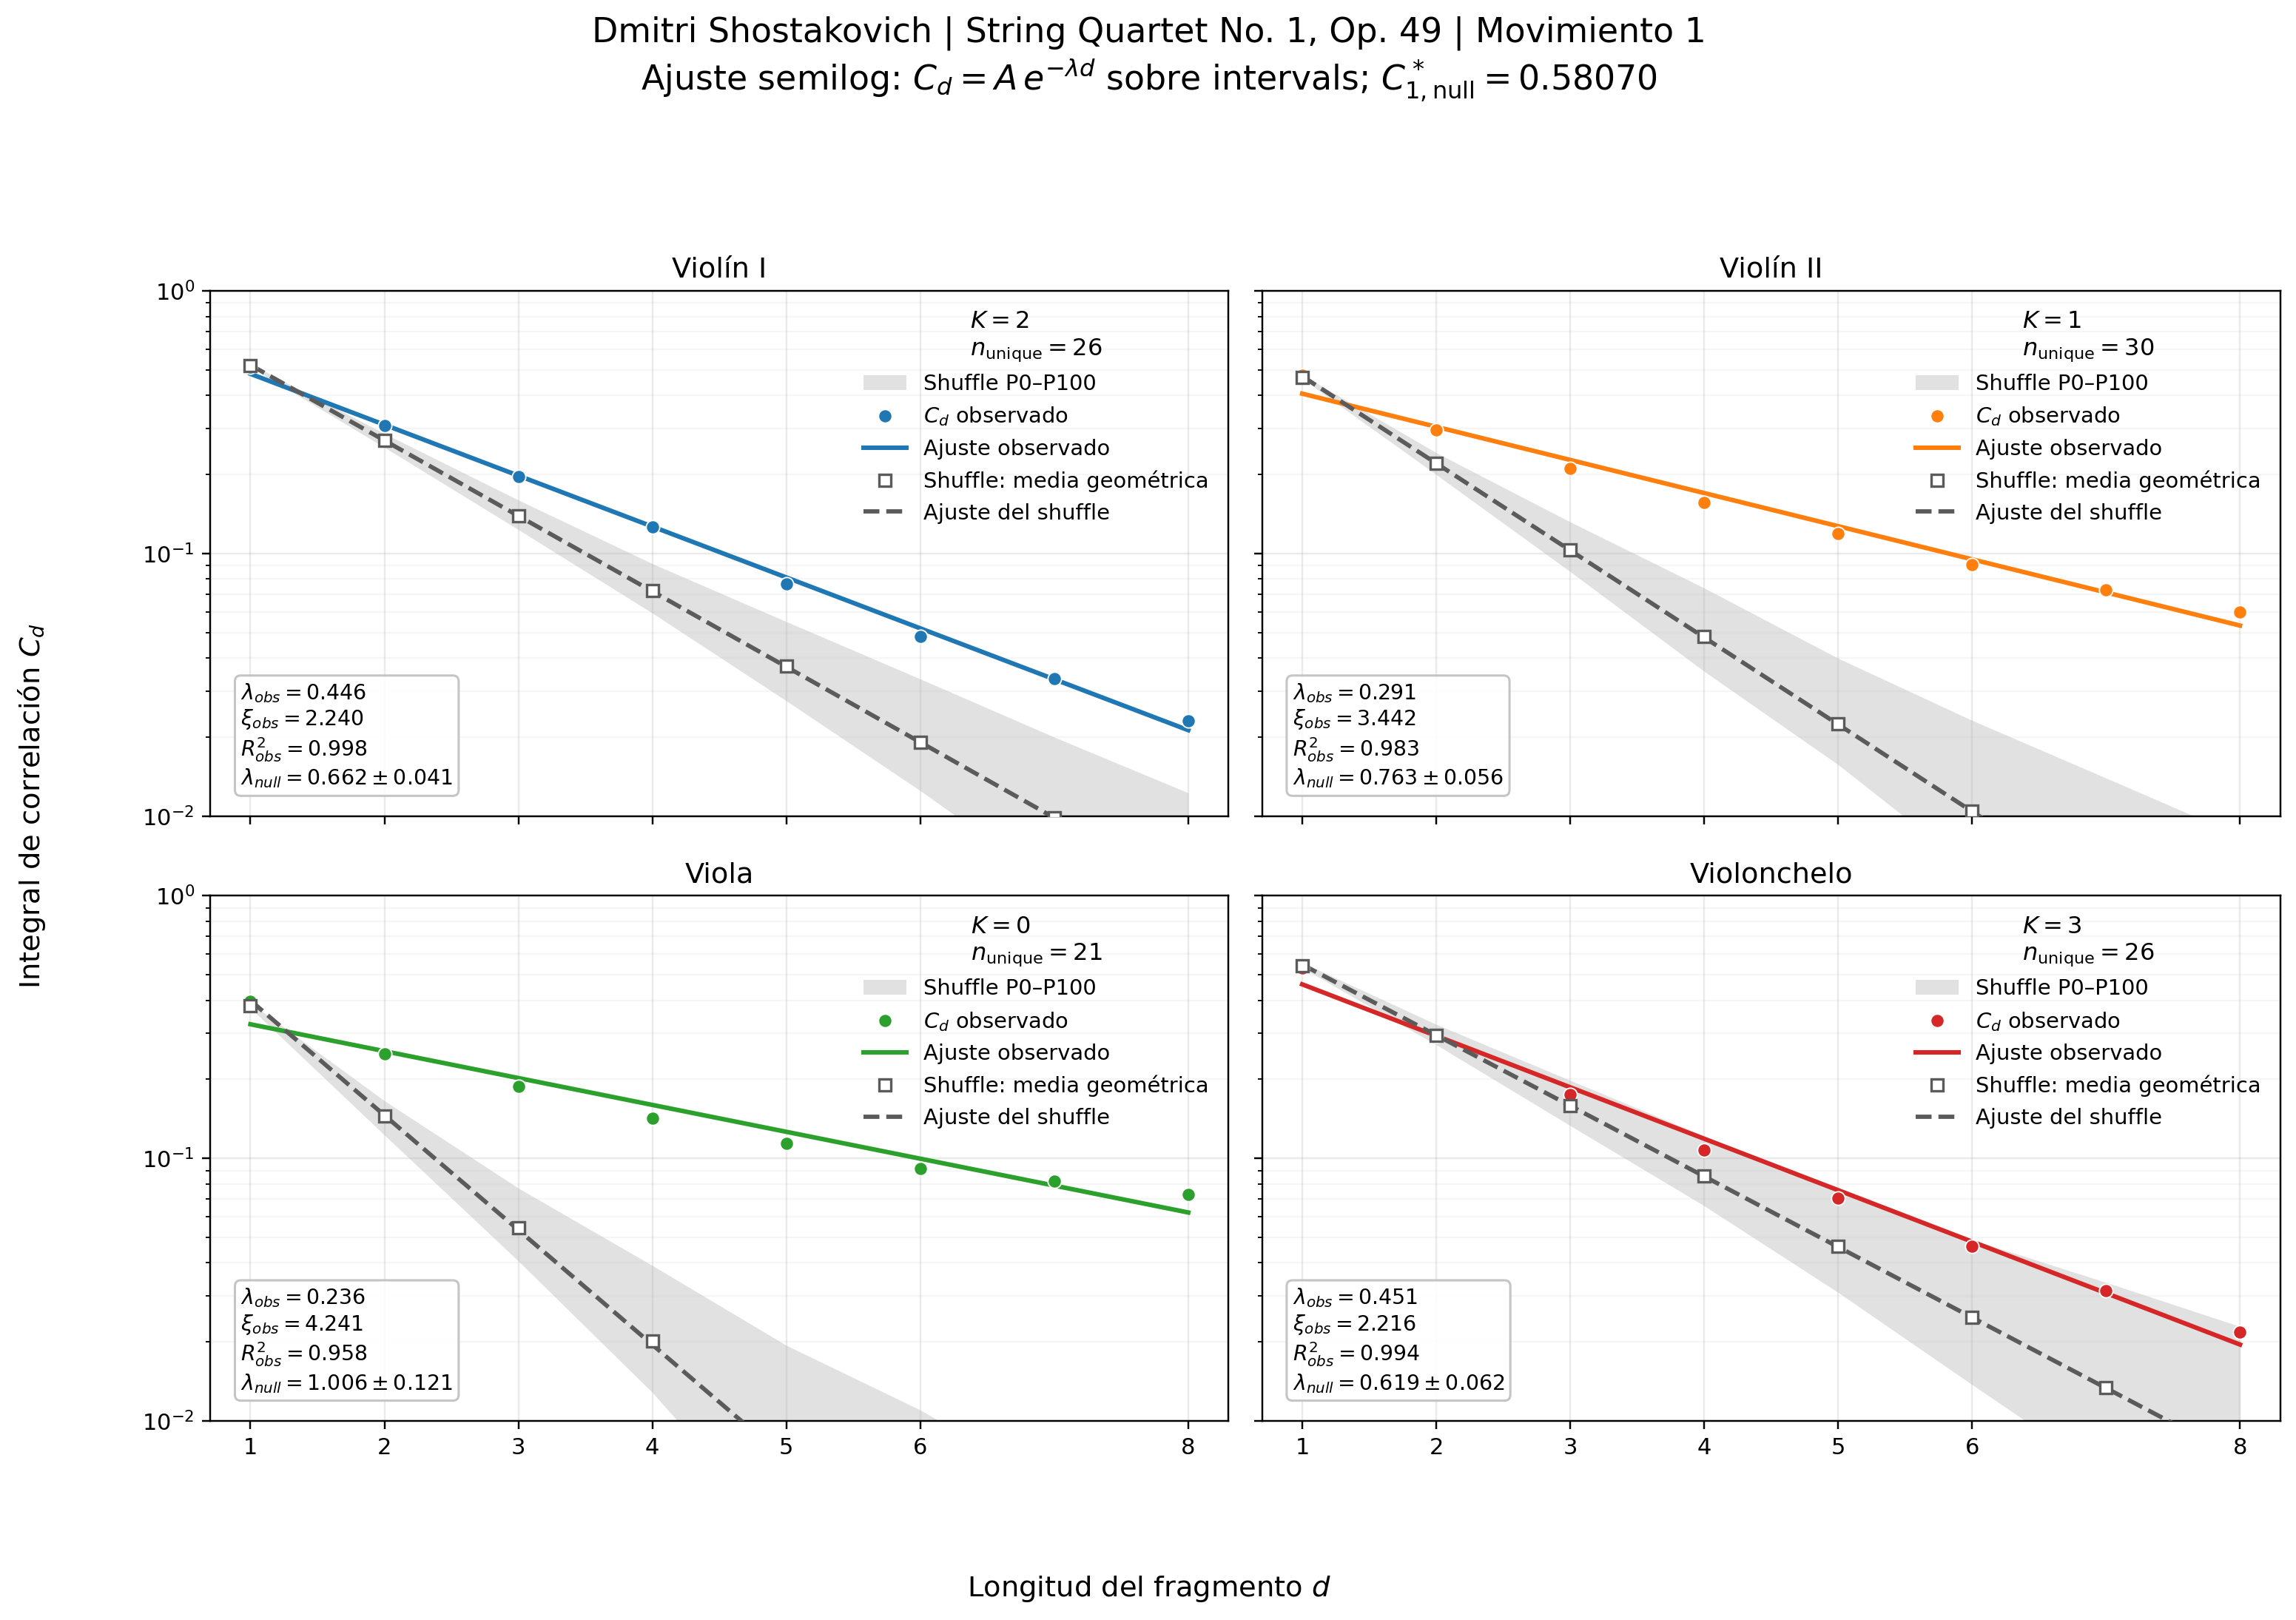 Dmitri Shostakovich | String Quartet No. 1, Op. 49 | Movimiento 1
Ajuste semilog: $C_d = A\,e^{-\lambda d}$ sobre intervals; $C^*_{1,\mathrm{null}} = 0.58070$
Integral de correlación $C_d$
Violín I
10⁰
10⁻¹
10⁻²
K = 2
n_unique = 26
Shuffle P0–P100
C_d observado
Ajuste observado
Shuffle: media geométrica
Ajuste del shuffle
λ_obs = 0.446
ξ_obs = 2.240
R²_obs = 0.998
λ_null = 0.662 ± 0.041
Violín II
K = 1
n_unique = 30
Shuffle P0–P100
C_d observado
Ajuste observado
Shuffle: media geométrica
Ajuste del shuffle
λ_obs = 0.291
ξ_obs = 3.442
R²_obs = 0.983
λ_null = 0.763 ± 0.056
Viola
10⁰
10⁻¹
10⁻²
K = 0
n_unique = 21
Shuffle P0–P100
C_d observado
Ajuste observado
Shuffle: media geométrica
Ajuste del shuffle
λ_obs = 0.236
ξ_obs = 4.241
R²_obs = 0.958
λ_null = 1.006 ± 0.121
1 2 3 4 5 6 8
Violonchelo
K = 3
n_unique = 26
Shuffle P0–P100
C_d observado
Ajuste observado
Shuffle: media geométrica
Ajuste del shuffle
λ_obs = 0.451
ξ_obs = 2.216
R²_obs = 0.994
λ_null = 0.619 ± 0.062
1 2 3 4 5 6 8
Longitud del fragmento d